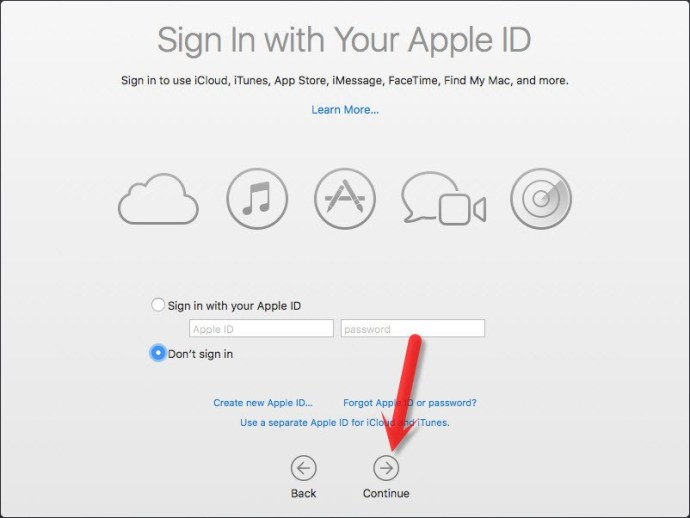 Sign In with Your Apple ID
Sign in to use iCloud, iTunes, App Store, iMessage, FaceTime, Find My Mac, and more.
Learn More...
Sign in with your Apple ID
Apple ID password
Don't sign in
Create new Apple ID... Forgot Apple ID or password?
Use a separate Apple ID for iCloud and iTunes.
Back Continue